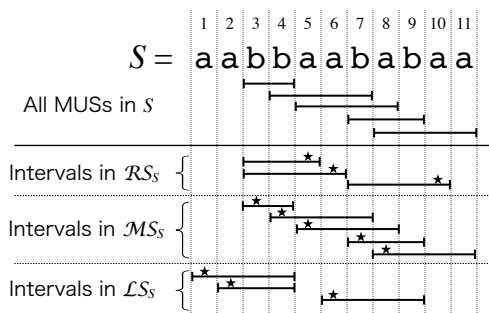 1 2 3 4 5 6 7 8 9 10 11
S = a a b b a a b a b a a
All MUSs in S
Intervals in RS_S
Intervals in MS_S
Intervals in LS_S